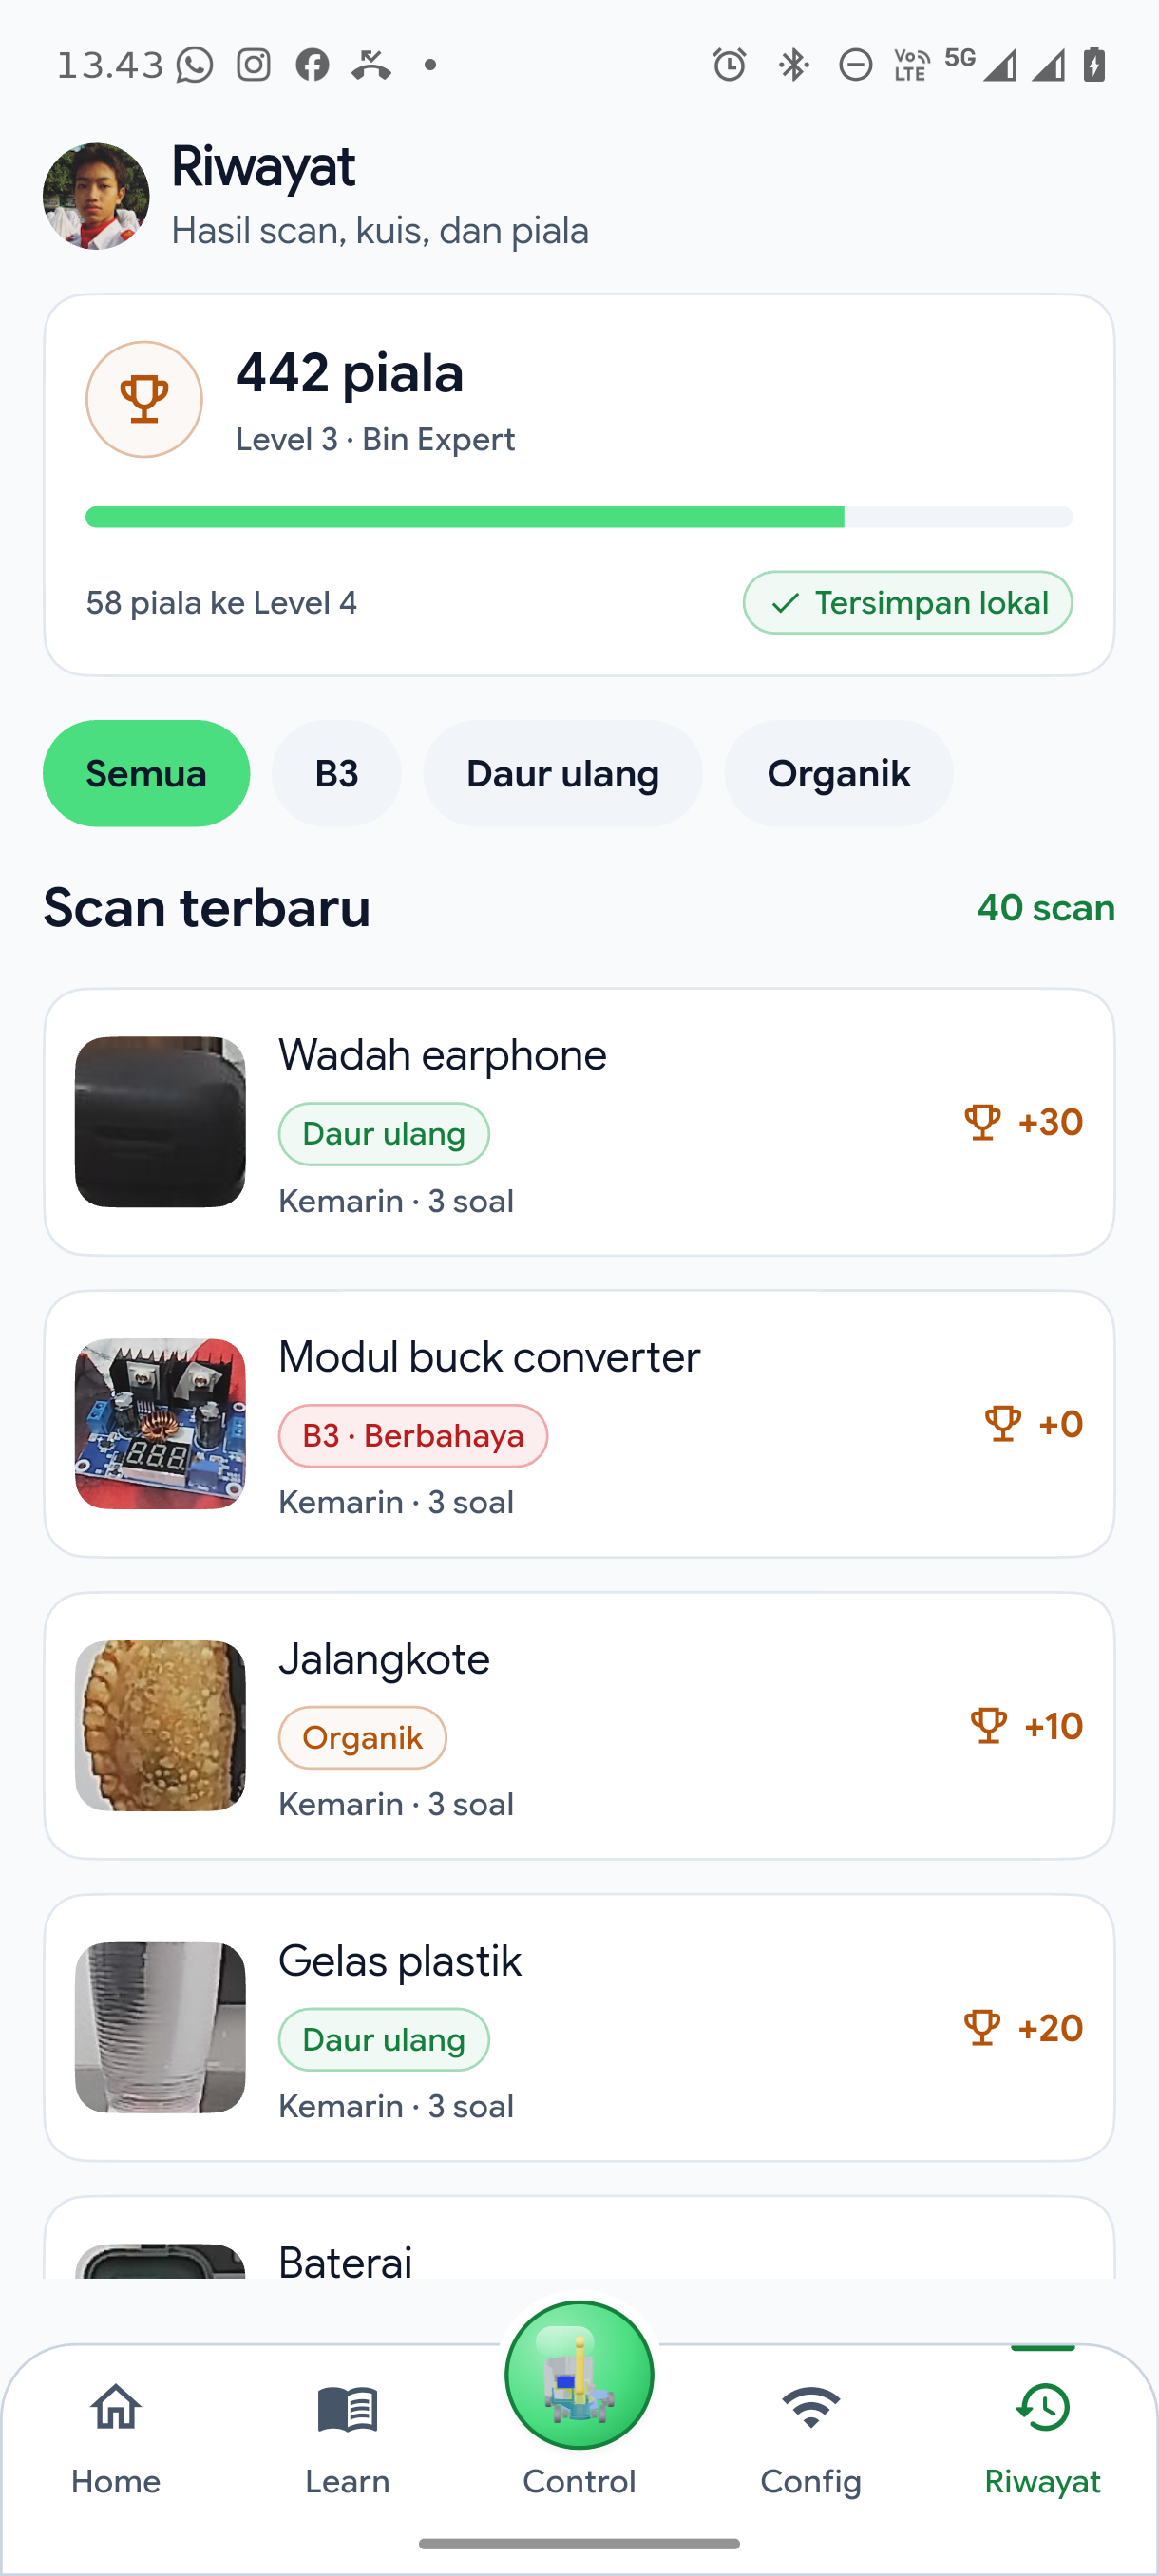 13.43
VoLTE 5G
Riwayat
Hasil scan, kuis, dan piala
442 piala
Level 3 · Bin Expert
58 piala ke Level 4
Tersimpan lokal
Semua
B3
Daur ulang
Organik
Scan terbaru
40 scan
Wadah earphone
Daur ulang
+30
Kemarin · 3 soal
Modul buck converter
B3 · Berbahaya
+0
Kemarin · 3 soal
Jalangkote
Organik
+10
Kemarin · 3 soal
Gelas plastik
Daur ulang
+20
Kemarin · 3 soal
Baterai
Home
Learn
Control
Config
Riwayat